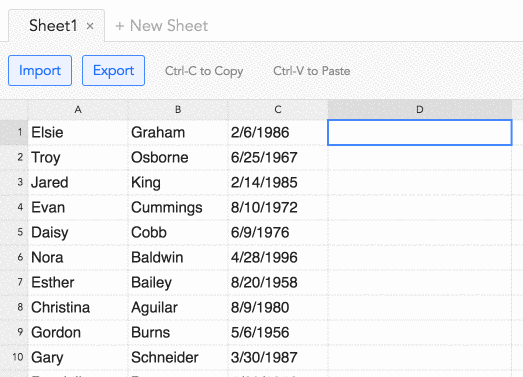 Sheet1 × + New Sheet
Import Export Ctrl-C to Copy Ctrl-V to Paste
A B C D
1 Elsie Graham 2/6/1986
2 Troy Osborne 6/25/1967
3 Jared King 2/14/1985
4 Evan Cummings 8/10/1972
5 Daisy Cobb 6/9/1976
6 Nora Baldwin 4/28/1996
7 Esther Bailey 8/20/1958
8 Christina Aguilar 8/9/1980
9 Gordon Burns 5/6/1956
10 Gary Schneider 3/30/1987